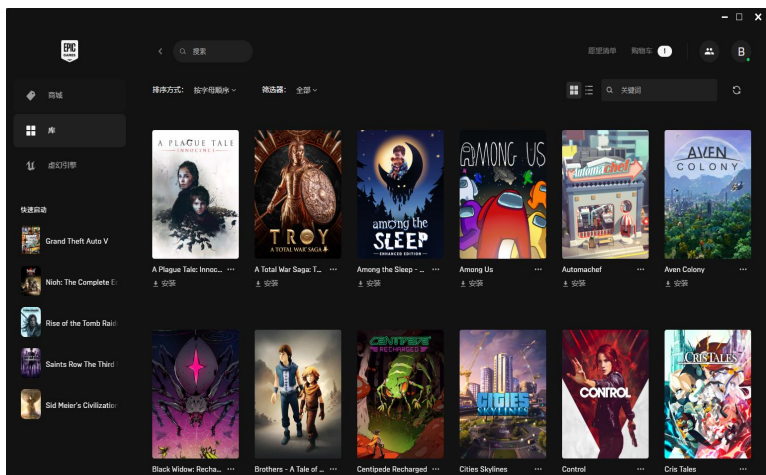 EPIC
GAMES
搜索
愿望清单 购物车 1
B
商城
库
虚幻引擎
快速启动
Grand Theft Auto V
Nioh: The Complete Ec
Rise of the Tomb Raid
Saints Row The Third
Sid Meier's Civilization
排序方式: 按字母顺序 筛选器: 全部
关键词
A PLAGUE TALE
INNOCENCE
TROY
A TOTAL WAR SAGA
among the
SLEEP
ENHANCED EDITION
AMONG US
Automachef
AVEN
COLONY
A Plague Tale: Innoc... ...
A Total War Saga: T... ...
Among the Sleep - ... ...
Among Us ...
Automachef ...
Aven Colony ...
安装
安装
安装
安装
安装
安装
CENTIPEDE
RECHARGED
CITIES
SKYLINES
CONTROL
CRISTALES
Black Widow: Recha... ...
Brothers - A Tale of ... ...
Centipede Recharged ...
Cities Skylines ...
Control ...
Cris Tales ...